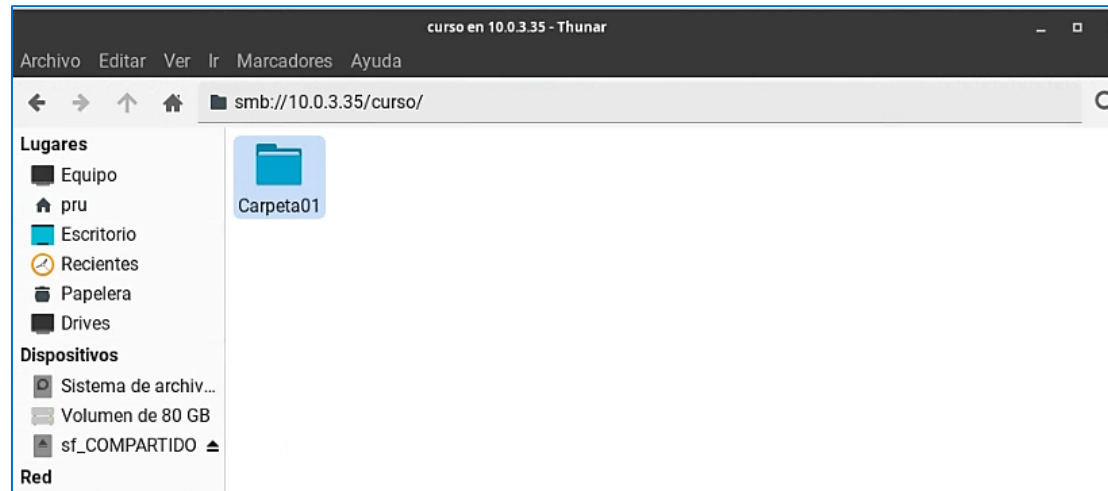 curso en 10.0.3.35 - Thunar
Archivo Editar Ver Ir Marcadores Ayuda
smb://10.0.3.35/curso/
Lugares
Equipo
pru
Escritorio
Recientes
Papelera
Drives
Dispositivos
Sistema de archiv...
Volumen de 80 GB
sf_COMPARTIDO
Red
Carpeta01